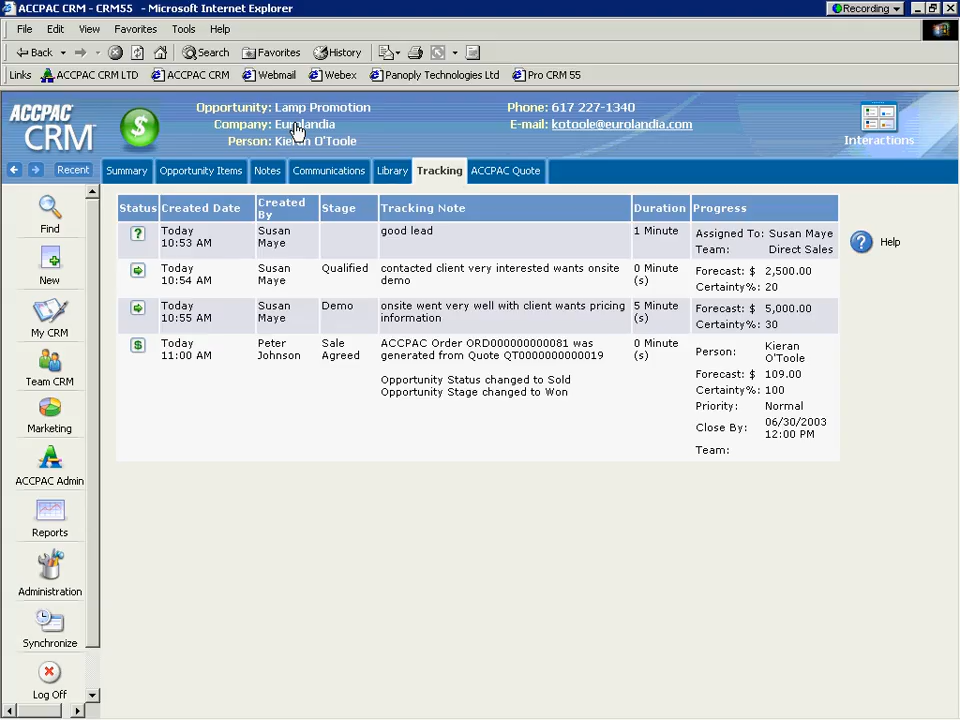 ACCPAC CRM - CRM55 - Microsoft Internet Explorer
Recording
File Edit View Favorites Tools Help
Back Search Favorites History
Links ACCPAC CRM LTD ACCPAC CRM Webmail Webex Panoply Technologies Ltd Pro CRM 55
ACCPAC CRM
Opportunity: Lamp Promotion
Company: Eurolandia
Person: Kieran O'Toole
Phone: 617 227-1340
E-mail: kotoole@eurolandia.com
Interactions
Recent Summary Opportunity Items Notes Communications Library Tracking ACCPAC Quote
Find
New
My CRM
Team CRM
Marketing
ACCPAC Admin
Reports
Administration
Synchronize
Log Off
Status Created Date Created By Stage Tracking Note Duration Progress
Today 10:53 AM Susan Maye good lead 1 Minute Assigned To: Susan Maye
Team: Direct Sales
Today 10:54 AM Susan Maye Qualified contacted client very interested wants onsite demo 0 Minute (s) Forecast: $ 2,500.00
Certainty%: 20
Today 10:55 AM Susan Maye Demo onsite went very well with client wants pricing information 5 Minute (s) Forecast: $ 5,000.00
Certainty%: 30
Today 11:00 AM Peter Johnson Sale Agreed ACCPAC Order ORD000000000081 was generated from Quote QT0000000000019 0 Minute (s)
Opportunity Status changed to Sold
Opportunity Stage changed to Won
Person: Kieran O'Toole
Forecast: $ 109.00
Certainty%: 100
Priority: Normal
Close By: 06/30/2003 12:00 PM
Team:
Help